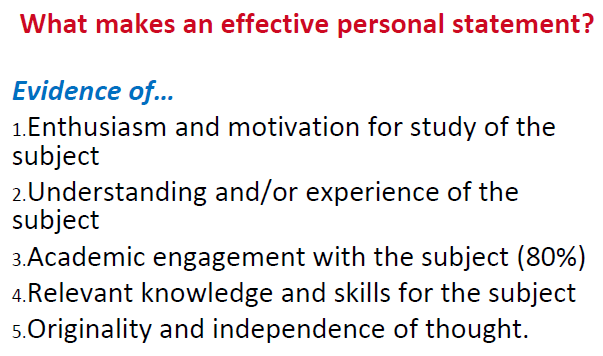 What makes an effective personal statement?
Evidence of…
1.Enthusiasm and motivation for study of the
subject
2.Understanding and/or experience of the
subject
3.Academic engagement with the subject (80%)
4.Relevant knowledge and skills for the subject
5.Originality and independence of thought.